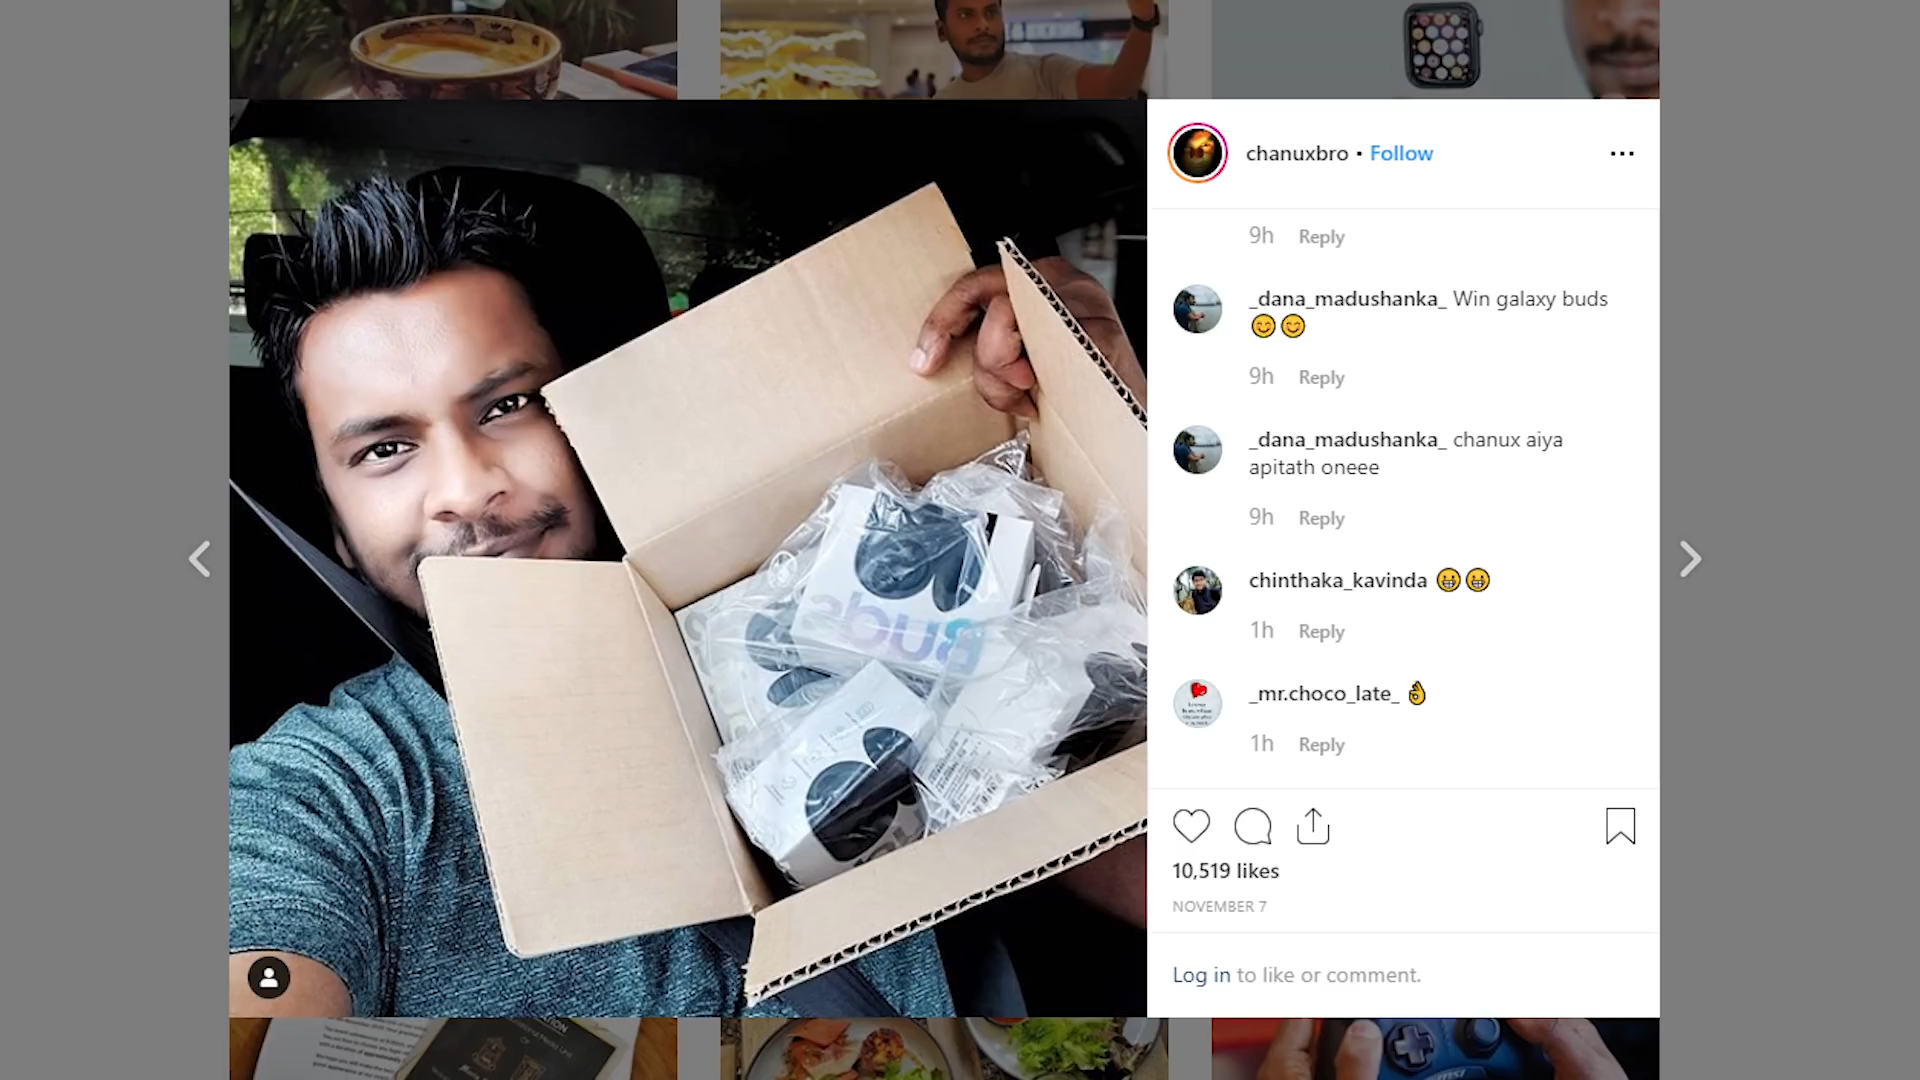 chanuxbro • Follow
9h Reply
_dana_madushanka_ Win galaxy buds
😊😊
9h Reply
_dana_madushanka_ chanux aiya
apitath oneee
9h Reply
chinthaka_kavinda 😁😁
1h Reply
_mr.choco_late_ 👌
1h Reply
10,519 likes
NOVEMBER 7
Log in to like or comment.
Buds
msi